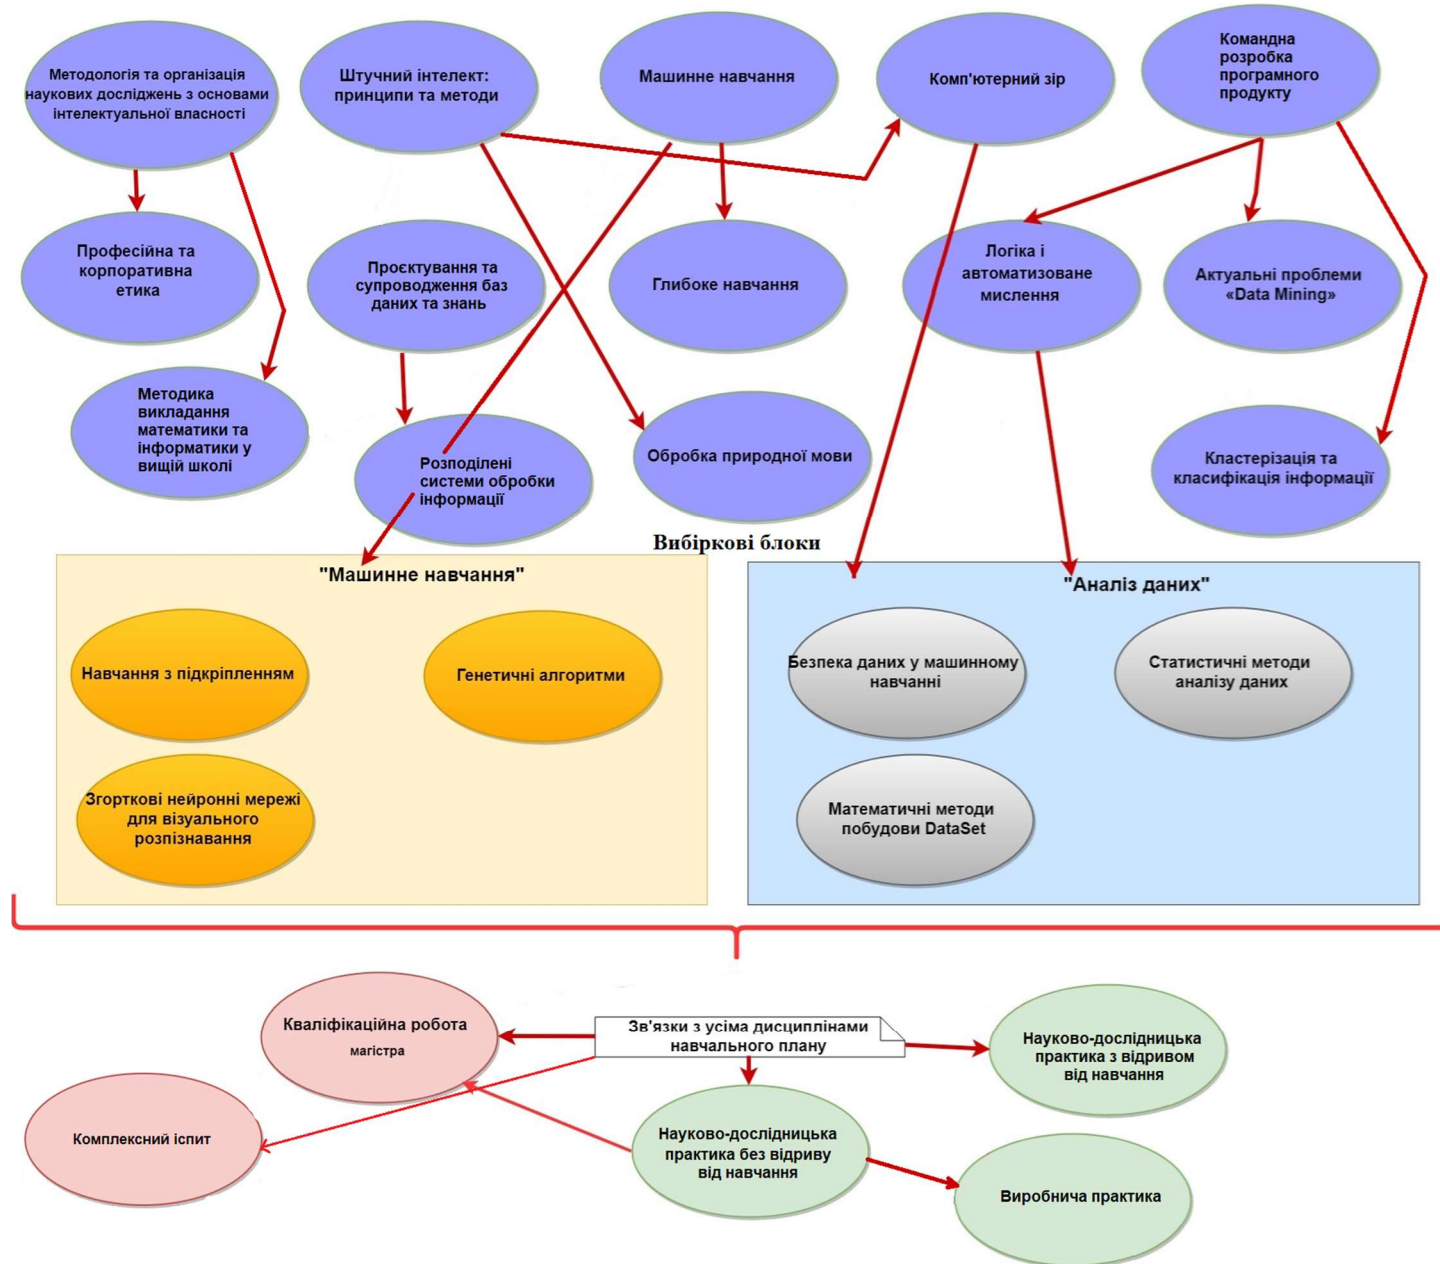 Методологія та організація
наукових досліджень з основами
інтелектуальної власності
Штучний інтелект:
принципи та методи
Машинне навчання
Комп'ютерний зір
Командна
розробка
програмного
продукту
Професійна та
корпоративна
етика
Проєктування та
супроводження баз
даних та знань
Глибоке навчання
Логіка і
автоматизоване
мислення
Актуальні проблеми
«Data Mining»
Методика
викладання
математики та
інформатики у
вищій школі
Розподілені
системи обробки
інформації
Обробка природної мови
Кластерізація та
класифікація інформації
Вибіркові блоки
"Машинне навчання"
"Аналіз даних"
Навчання з підкріпленням
Генетичні алгоритми
Безпека даних у машинному
навчанні
Статистичні методи
аналізу даних
Згорткові нейронні мережі
для візуального
розпізнавання
Математичні методи
побудови DataSet
Кваліфікаційна робота
магістра
Зв'язки з усіма дисциплінами
навчального плану
Науково-дослідницька
практика з відривом
від навчання
Комплексний іспит
Науково-дослідницька
практика без відриву
від навчання
Виробнича практика